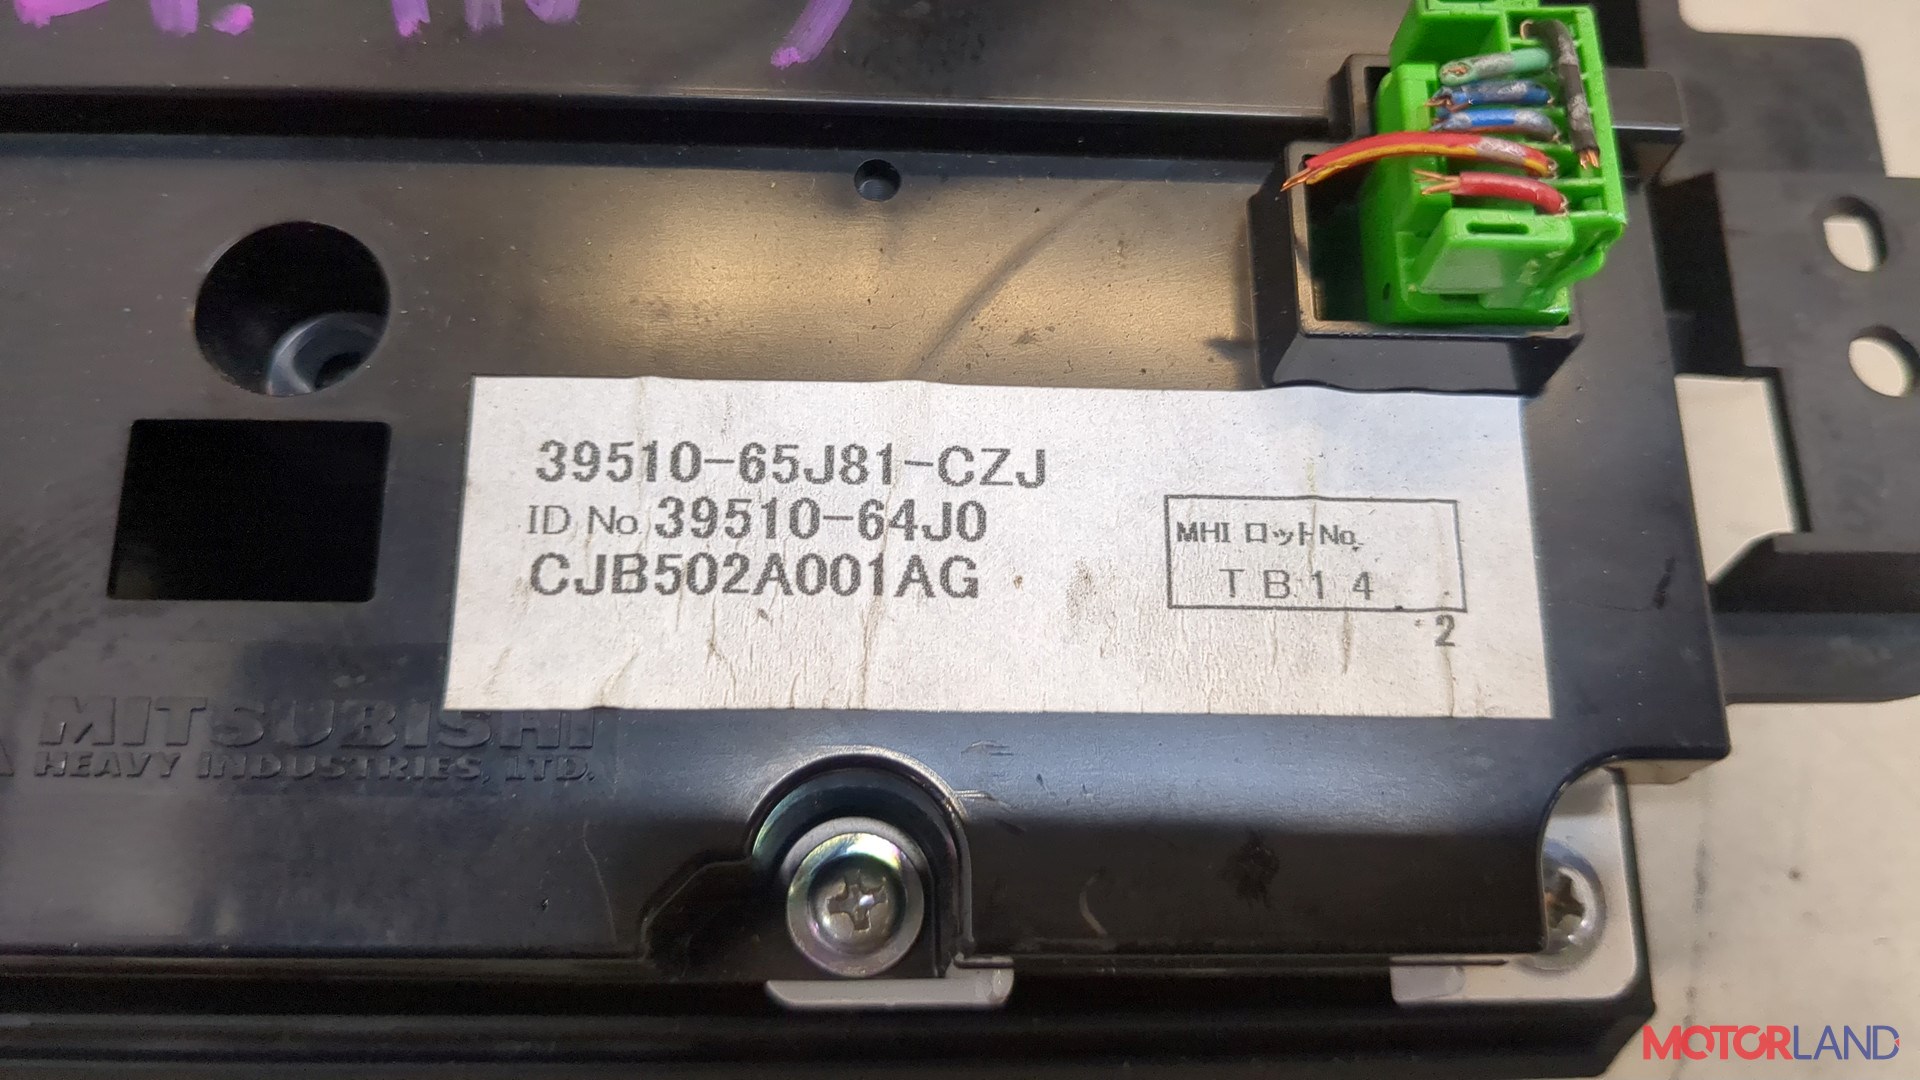 39510-65J81-CZJ
ID No. 39510-64J0
CJB502A001AG
MHI ロットNo.
TB14
2
MITSUBISHI
HEAVY INDUSTRIES, LTD.
MOTORLAND